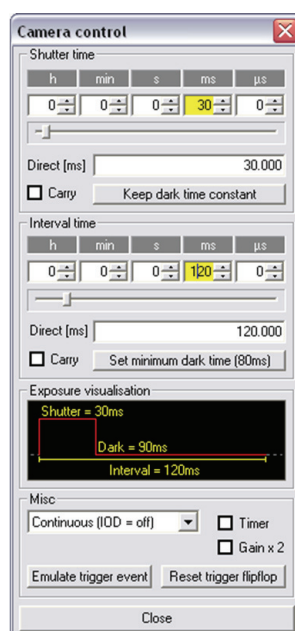 Camera control
Shutter time
h min s ms µs
0 0 0 30 0
Direct [ms] 30.000
Carry Keep dark time constant
Interval time
h min s ms µs
0 0 0 120 0
Direct [ms] 120.000
Carry Set minimum dark time (80ms)
Exposure visualisation
Shutter = 30ms
Dark = 90ms
Interval = 120ms
Misc
Continuous (IOD = off) Timer
Gain x 2
Emulate trigger event Reset trigger flipflop
Close